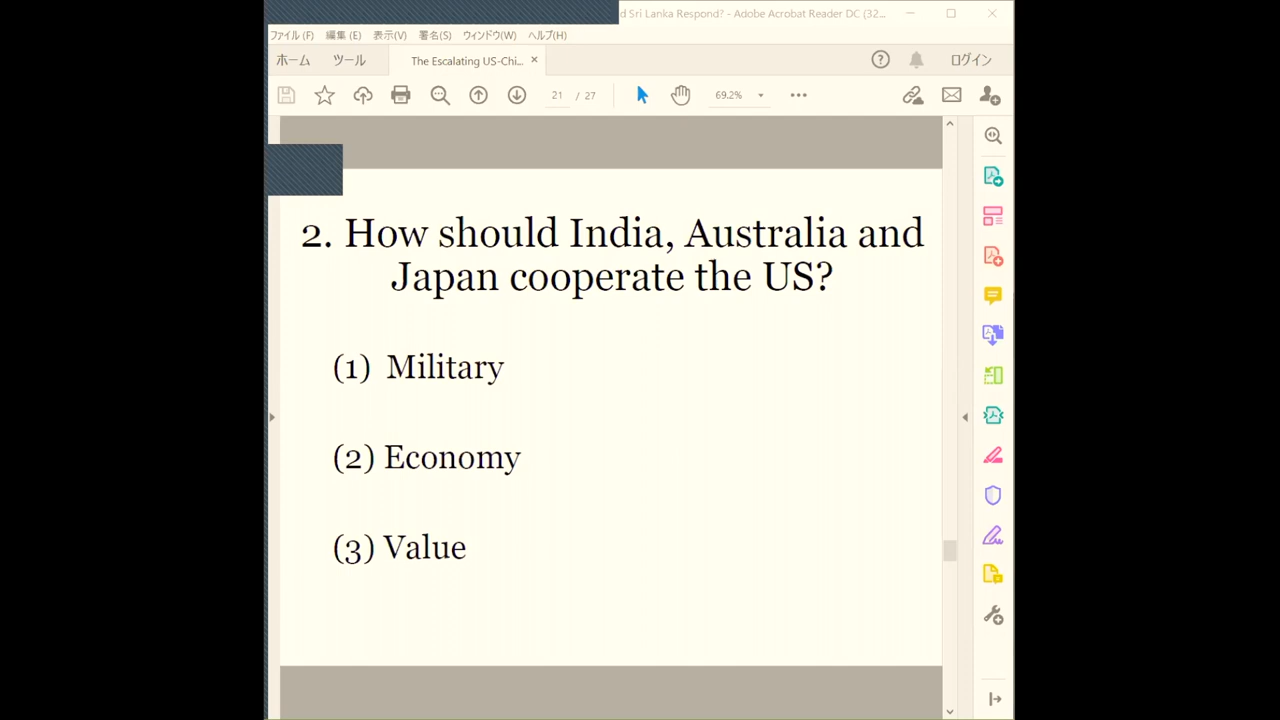 d Sri Lanka Respond? - Adobe Acrobat Reader DC (32...
ファイル(F) 編集(E) 表示(V) 署名(S) ウィンドウ(W) ヘルプ(H)
ホーム ツール The Escalating US-Chi... × ログイン
21 / 27 69.2%
2. How should India, Australia and
Japan cooperate the US?
(1) Military
(2) Economy
(3) Value